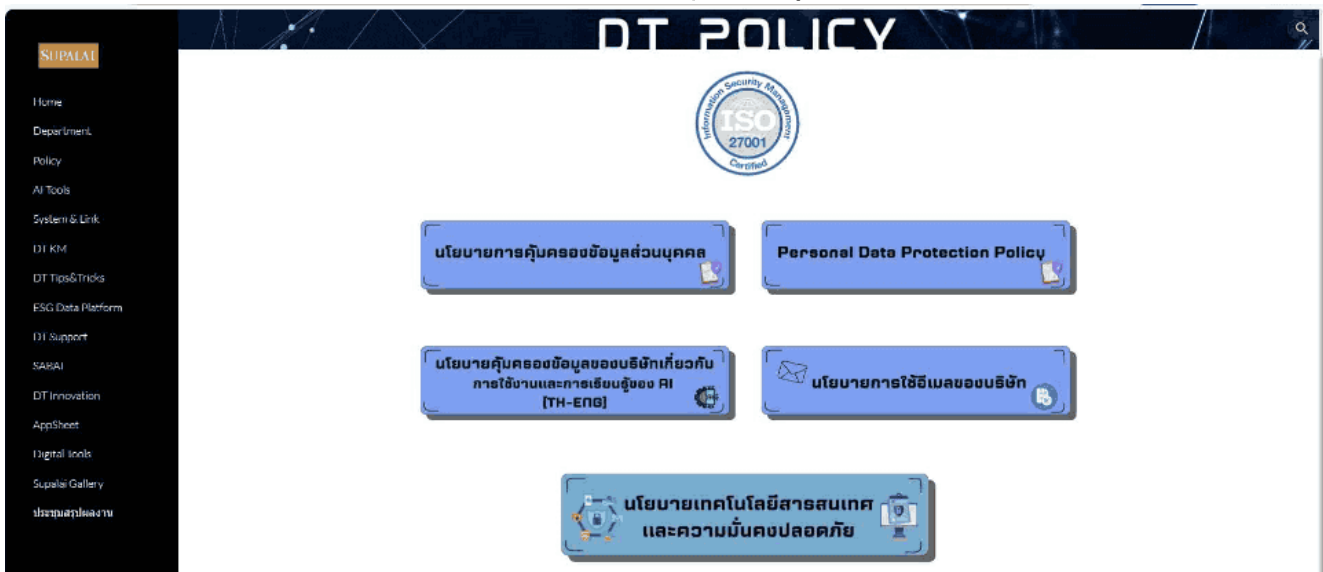 DT POLICY
SUPALAI
Home
Department
Policy
AI Tools
System & Link
DT KM
DT Tips&Tricks
ESG Data Platform
DT Support
SABAI
DT Innovation
AppSheet
Digital Tools
Supalai Gallery
ประชุมสรุปผลงาน
Information Security Management
ISO
27001
Certified
นโยบายการคุ้มครองข้อมูลส่วนบุคคล
Personal Data Protection Policy
นโยบายคุ้มครองข้อมูลของบริษัทเกี่ยวกับ
การใช้งานและการเรียนรู้ของ AI
[TH-ENG]
นโยบายการใช้อีเมลของบริษัท
นโยบายเทคโนโลยีสารสนเทศ
และความมั่นคงปลอดภัย